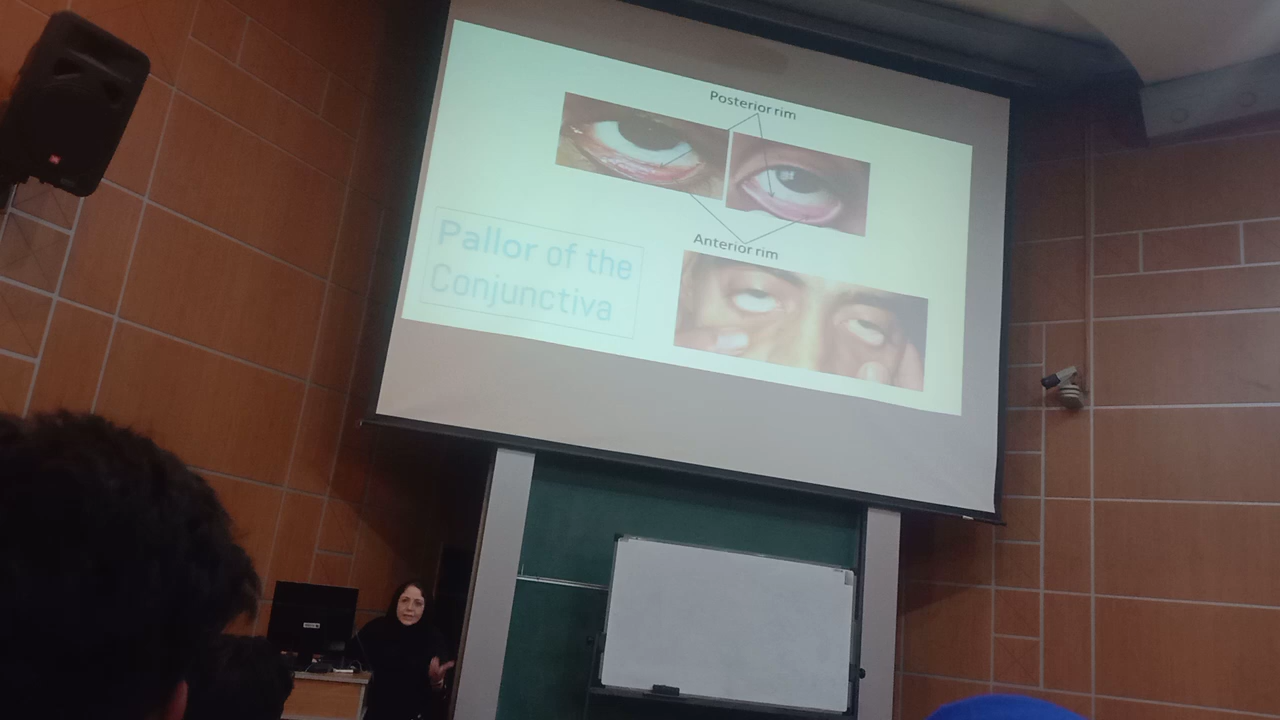 Posterior rim
Anterior rim
Pallor of the
Conjunctiva